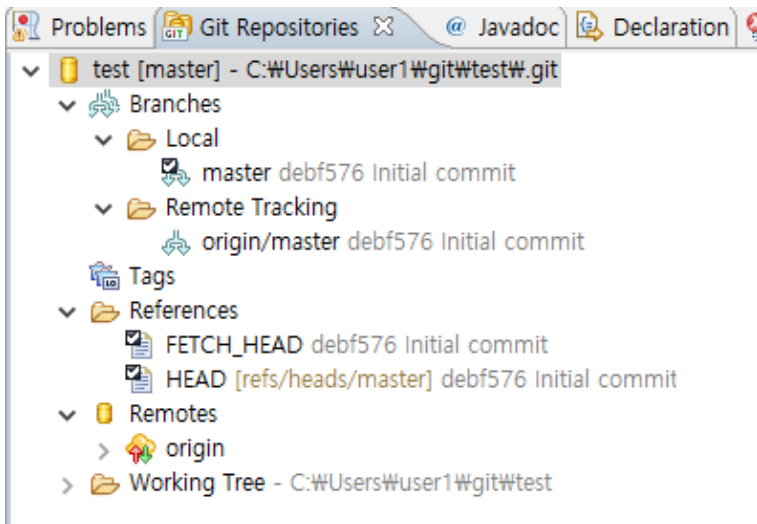 Problems Git Repositories @ Javadoc Declaration
test [master] - C:₩Users₩user1₩git₩test₩.git
Branches
Local
master debf576 Initial commit
Remote Tracking
origin/master debf576 Initial commit
Tags
References
FETCH_HEAD debf576 Initial commit
HEAD [refs/heads/master] debf576 Initial commit
Remotes
origin
Working Tree - C:₩Users₩user1₩git₩test